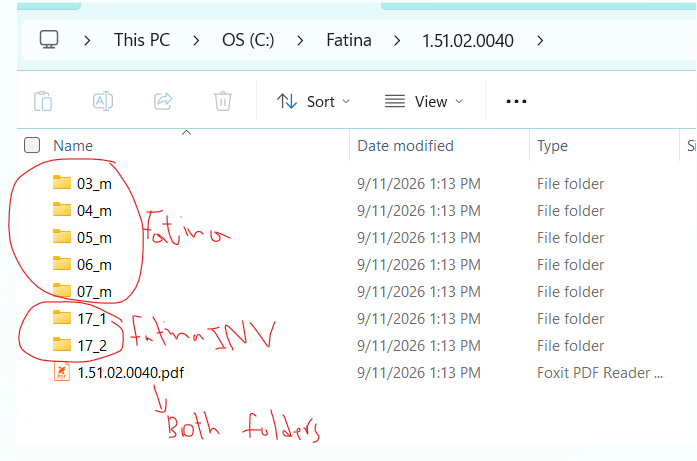 This PC > OS (C:) > Fatina > 1.51.02.0040 >
Sort View ...
Name Date modified Type Si
03_m 9/11/2026 1:13 PM File folder
04_m 9/11/2026 1:13 PM File folder
05_m 9/11/2026 1:13 PM File folder
Fatina
06_m 9/11/2026 1:13 PM File folder
07_m 9/11/2026 1:13 PM File folder
17_1 9/11/2026 1:13 PM File folder
Fatina INV
17_2 9/11/2026 1:13 PM File folder
1.51.02.0040.pdf 9/11/2026 1:13 PM Foxit PDF Reader ...
Both folders